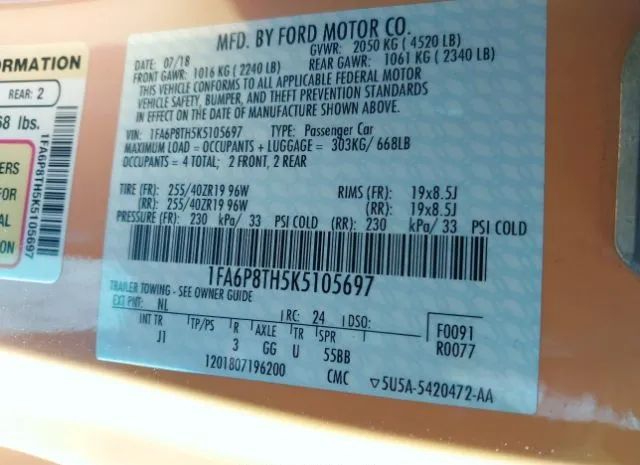 ORMATION
REAR: 2
68 lbs.
1FA6P8TH5K5105697
ERS
FOR
AL
ION
MFD. BY FORD MOTOR CO.
DATE: 07/18 GVWR: 2050 KG (4520 LB)
FRONT GAWR: 1016 KG (2240 LB) REAR GAWR: 1061 KG (2340 LB)
THIS VEHICLE CONFORMS TO ALL APPLICABLE FEDERAL MOTOR
VEHICLE SAFETY, BUMPER, AND THEFT PREVENTION STANDARDS
IN EFFECT ON THE DATE OF MANUFACTURE SHOWN ABOVE.
VIN: 1FA6P8TH5K5105697 TYPE: Passenger Car
MAXIMUM LOAD = OCCUPANTS + LUGGAGE = 303KG/ 668LB
OCCUPANTS = 4 TOTAL; 2 FRONT, 2 REAR
TIRE (FR): 255/40ZR19 96W RIMS (FR): 19x8.5J
(RR): 255/40ZR19 96W (RR): 19x8.5J
PRESSURE (FR): 230 kPa/ 33 PSI COLD (RR): 230 kPa/ 33 PSI COLD
1FA6P8TH5K5105697
TRAILER TOWING - SEE OWNER GUIDE
EXT PNT: NL RC: 24 DSO:
INT TR TP/PS R AXLE TR SPR F0091
J1 3 GG U 55BB R0077
1201807196200 CMC ▽5U5A-5420472-AA